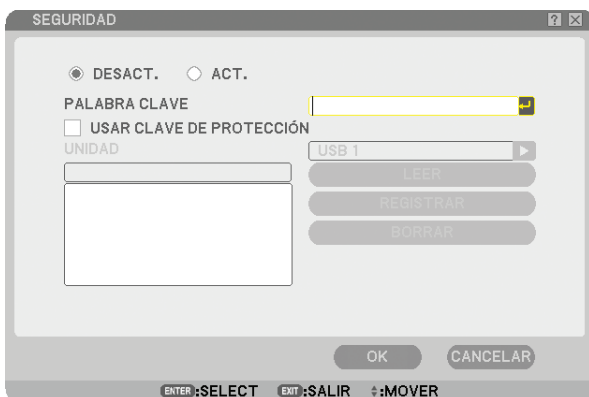 SEGURIDAD
DESACT. ACT.
PALABRA CLAVE
USAR CLAVE DE PROTECCIÓN
UNIDAD USB 1
LEER
REGISTRAR
BORRAR
OK CANCELAR
ENTER :SELECT EXIT :SALIR :MOVER